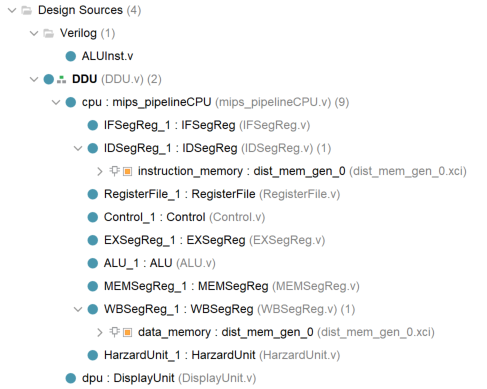 Design Sources (4)
Verilog (1)
ALUInst.v
DDU (DDU.v) (2)
cpu : mips_pipelineCPU (mips_pipelineCPU.v) (9)
IFSegReg_1 : IFSegReg (IFSegReg.v)
IDSegReg_1 : IDSegReg (IDSegReg.v) (1)
instruction_memory : dist_mem_gen_0 (dist_mem_gen_0.xci)
RegisterFile_1 : RegisterFile (RegisterFile.v)
Control_1 : Control (Control.v)
EXSegReg_1 : EXSegReg (EXSegReg.v)
ALU_1 : ALU (ALU.v)
MEMSegReg_1 : MEMSegReg (MEMSegReg.v)
WBSegReg_1 : WBSegReg (WBSegReg.v) (1)
data_memory : dist_mem_gen_0 (dist_mem_gen_0.xci)
HarzardUnit_1 : HarzardUnit (HarzardUnit.v)
dpu : DisplayUnit (DisplayUnit.v)